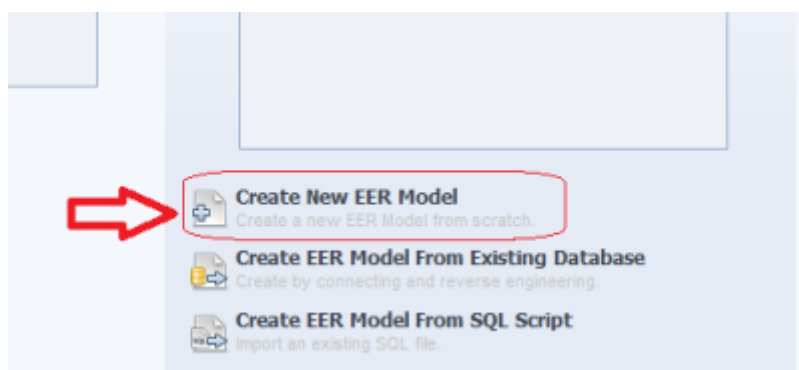 Create New EER Model
Create a new EER Model from scratch.
Create EER Model From Existing Database
Create by connecting and reverse engineering.
Create EER Model From SQL Script
Import an existing SQL file.